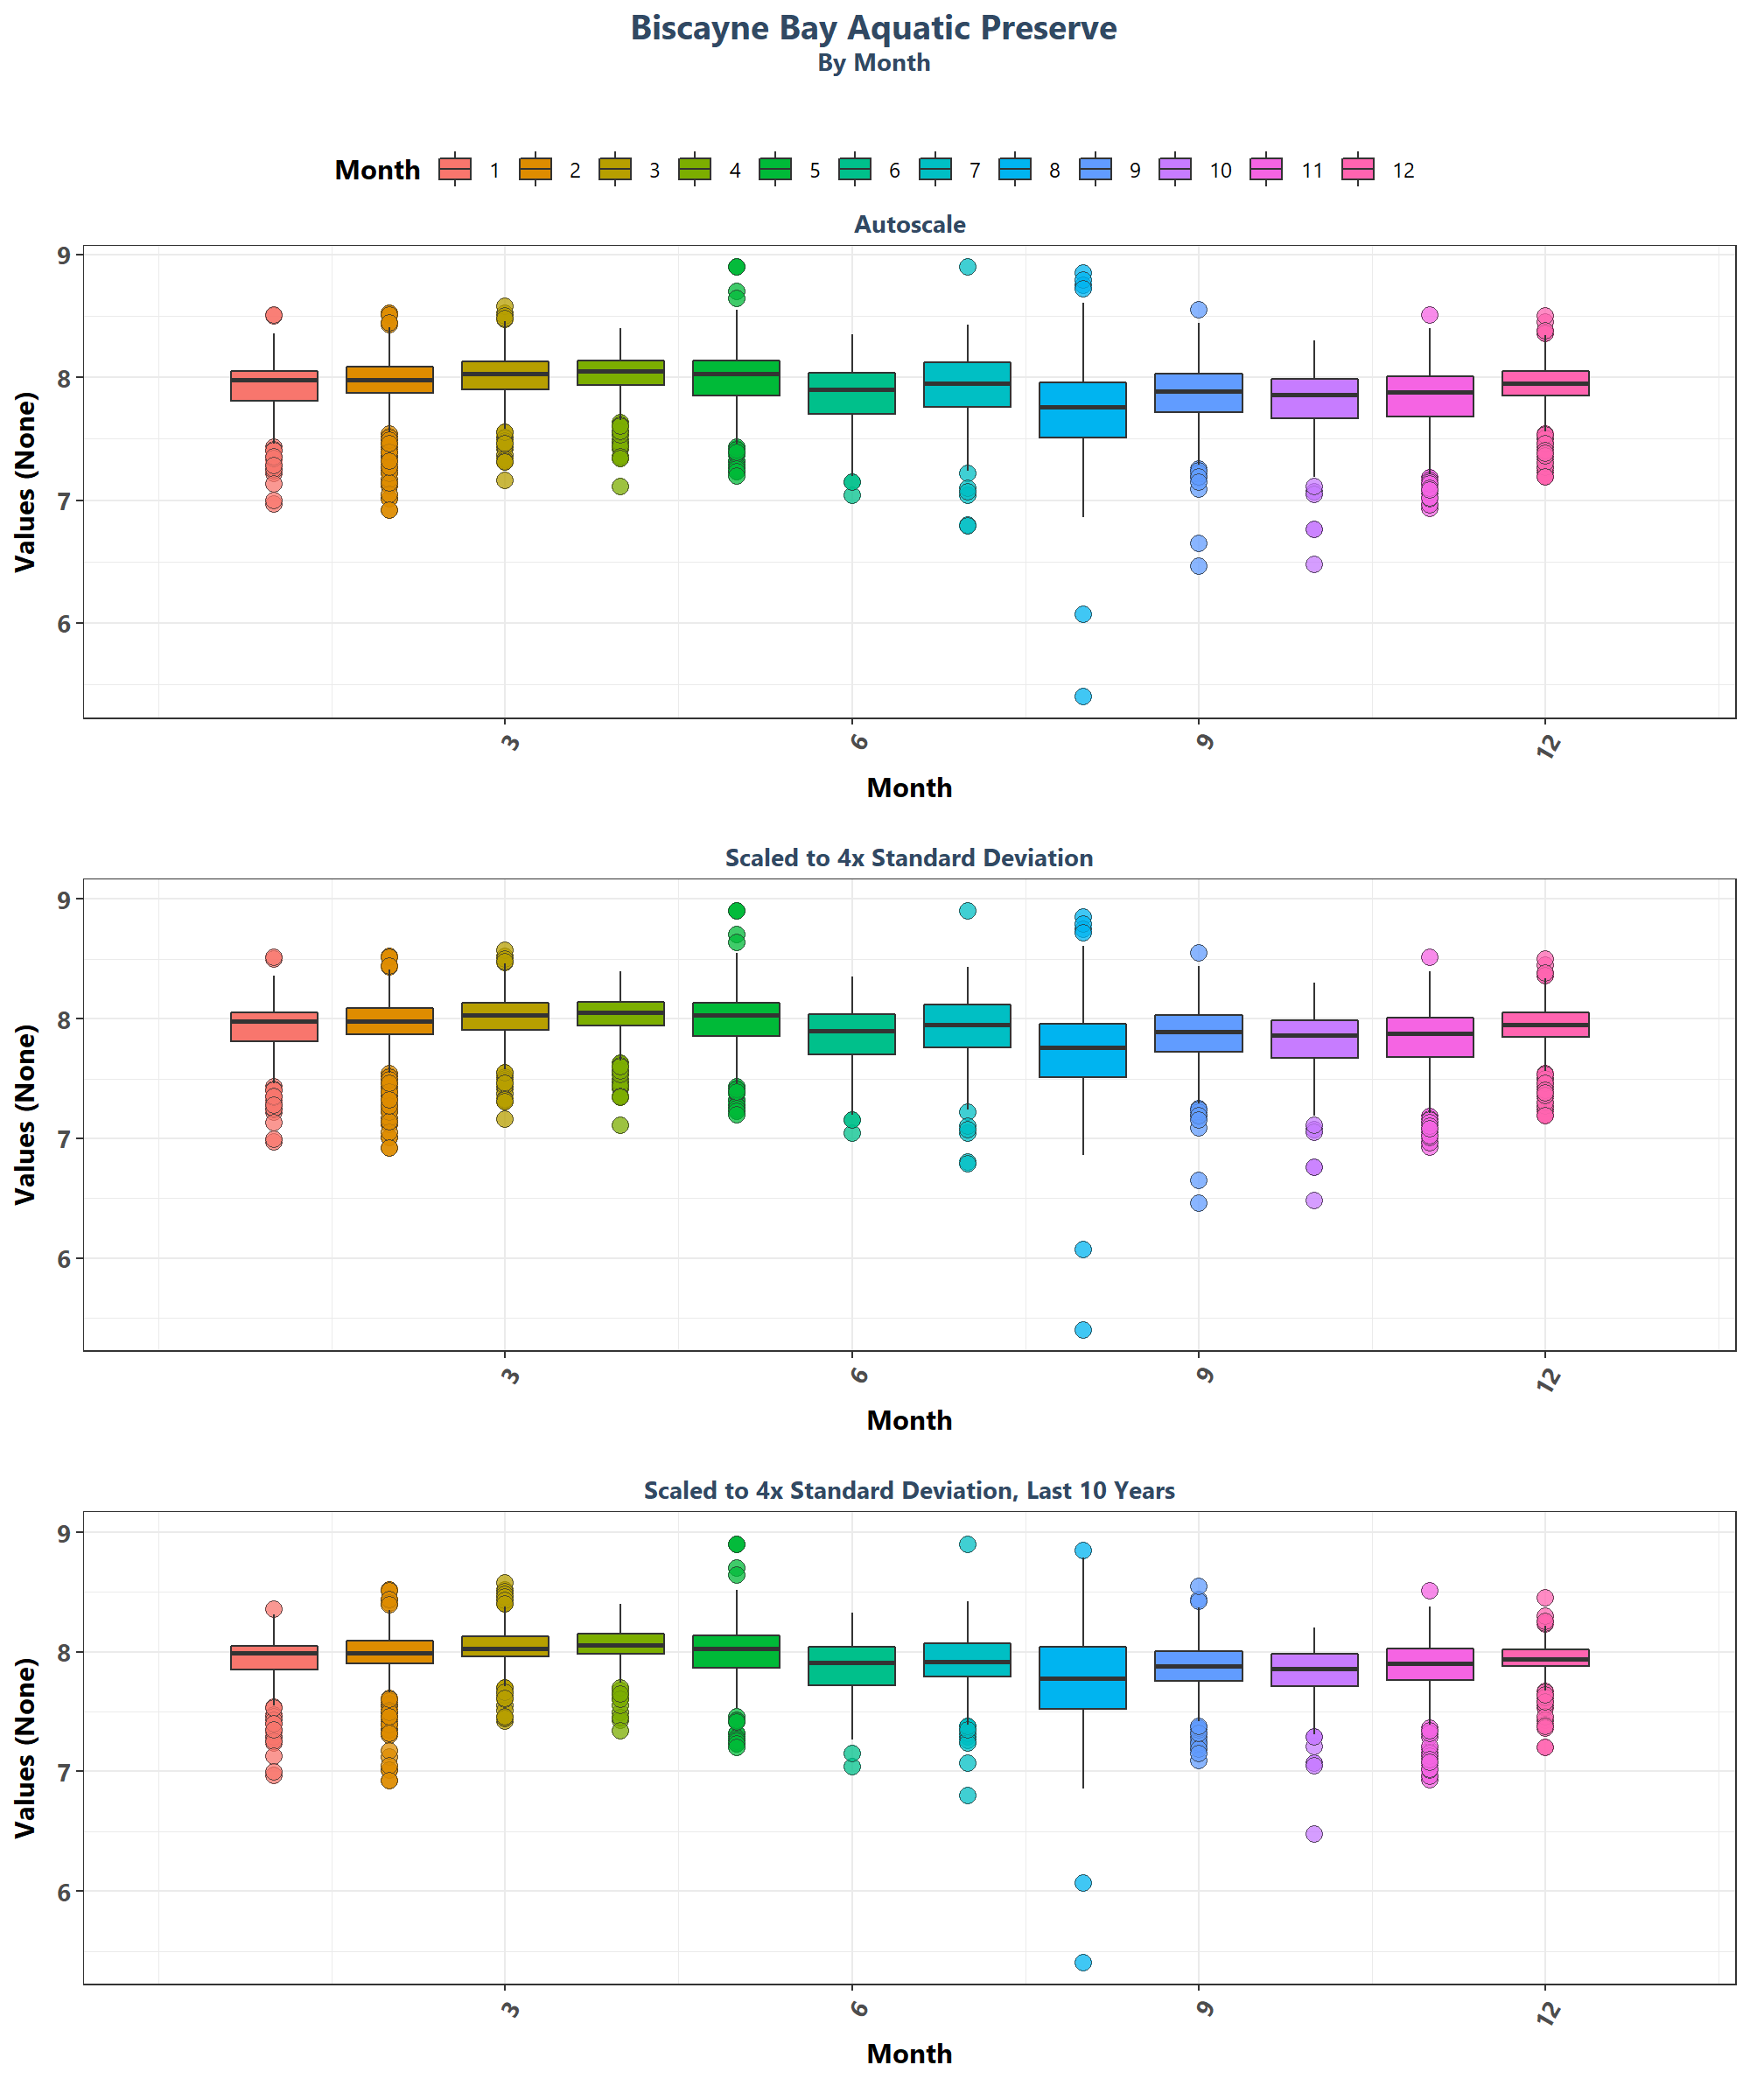 Biscayne Bay Aquatic Preserve
By Month
Month 1 2 3 4 5 6 7 8 9 10 11 12
Autoscale
Values (None)
9
8
7
6
3 6 9 12
Month
Scaled to 4x Standard Deviation
Values (None)
9
8
7
6
3 6 9 12
Month
Scaled to 4x Standard Deviation, Last 10 Years
Values (None)
9
8
7
6
3 6 9 12
Month